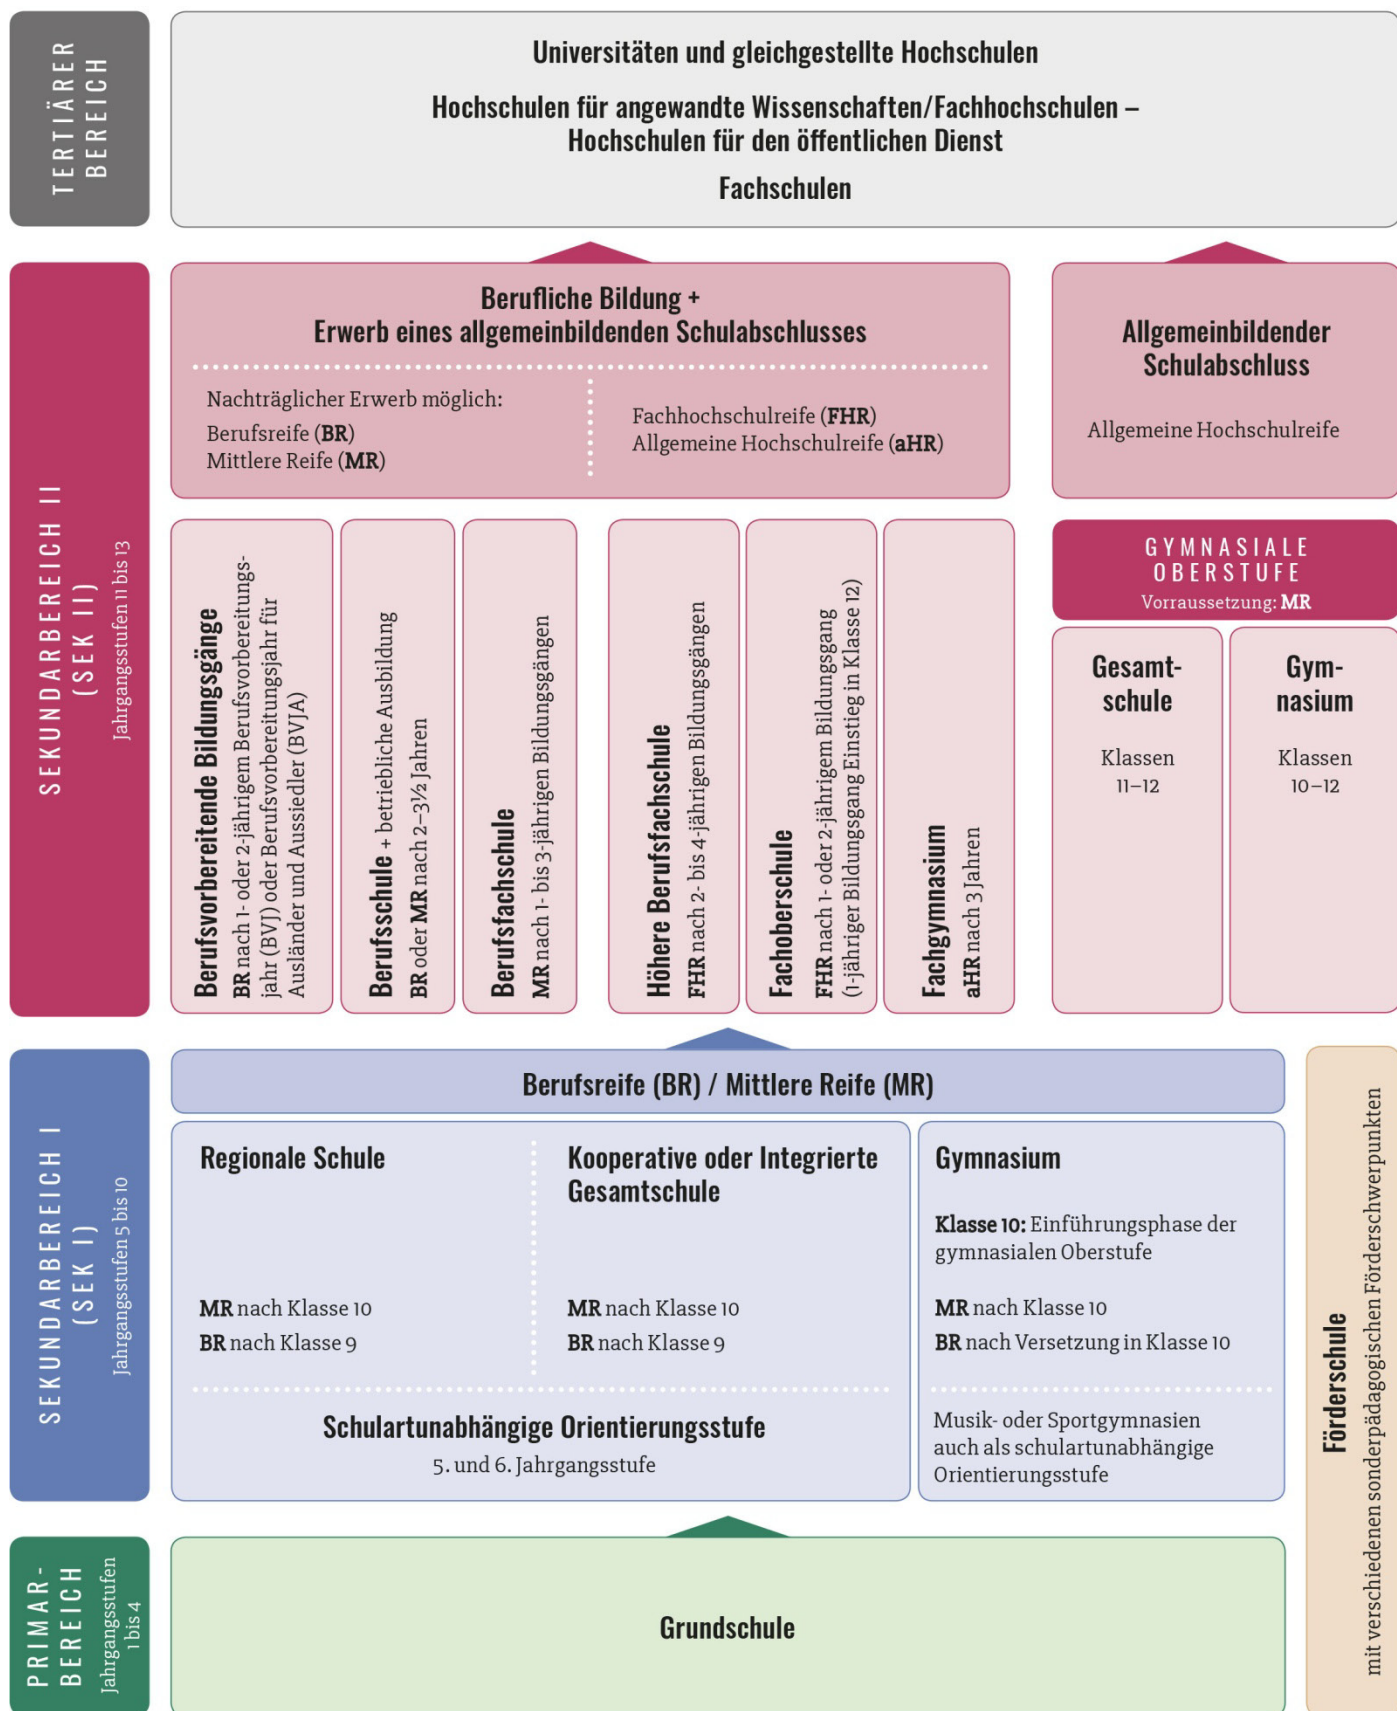 TERTIÄRER
BEREICH
Universitäten und gleichgestellte Hochschulen
Hochschulen für angewandte Wissenschaften/Fachhochschulen –
Hochschulen für den öffentlichen Dienst
Fachschulen
SEKUNDARBEREICH II
(SEK II)
Jahrgangsstufen 11 bis 13
Berufliche Bildung +
Erwerb eines allgemeinbildenden Schulabschlusses
Nachträglicher Erwerb möglich:
Berufsreife (BR)
Mittlere Reife (MR)
Fachhochschulreife (FHR)
Allgemeine Hochschulreife (aHR)
Allgemeinbildender
Schulabschluss
Allgemeine Hochschulreife
Berufsvorbereitende Bildungsgänge
BR nach 1- oder 2-jährigem Berufsvorbereitungs-
jahr (BVJ) oder Berufsvorbereitungsjahr für
Ausländer und Aussiedler (BVJA)
Berufsschule + betriebliche Ausbildung
BR oder MR nach 2–3½ Jahren
Berufsfachschule
MR nach 1- bis 3-jährigen Bildungsgängen
Höhere Berufsfachschule
FHR nach 2- bis 4-jährigen Bildungsgängen
Fachoberschule
FHR nach 1- oder 2-jährigem Bildungsgang
(1-jähriger Bildungsgang Einstieg in Klasse 12)
Fachgymnasium
aHR nach 3 Jahren
GYMNASIALE
OBERSTUFE
Vorraussetzung: MR
Gesamt-
schule
Klassen
11–12
Gym-
nasium
Klassen
10–12
SEKUNDARBEREICH I
(SEK I)
Jahrgangsstufen 5 bis 10
Berufsreife (BR) / Mittlere Reife (MR)
Regionale Schule
MR nach Klasse 10
BR nach Klasse 9
Kooperative oder Integrierte
Gesamtschule
MR nach Klasse 10
BR nach Klasse 9
Schulartunabhängige Orientierungsstufe
5. und 6. Jahrgangsstufe
Gymnasium
Klasse 10: Einführungsphase der
gymnasialen Oberstufe
MR nach Klasse 10
BR nach Versetzung in Klasse 10
Musik- oder Sportgymnasien
auch als schulartunabhängige
Orientierungsstufe
Förderschule
mit verschiedenen sonderpädagogischen Förderschwerpunkten
PRIMAR-
BEREICH
Jahrgangsstufen
1 bis 4
Grundschule